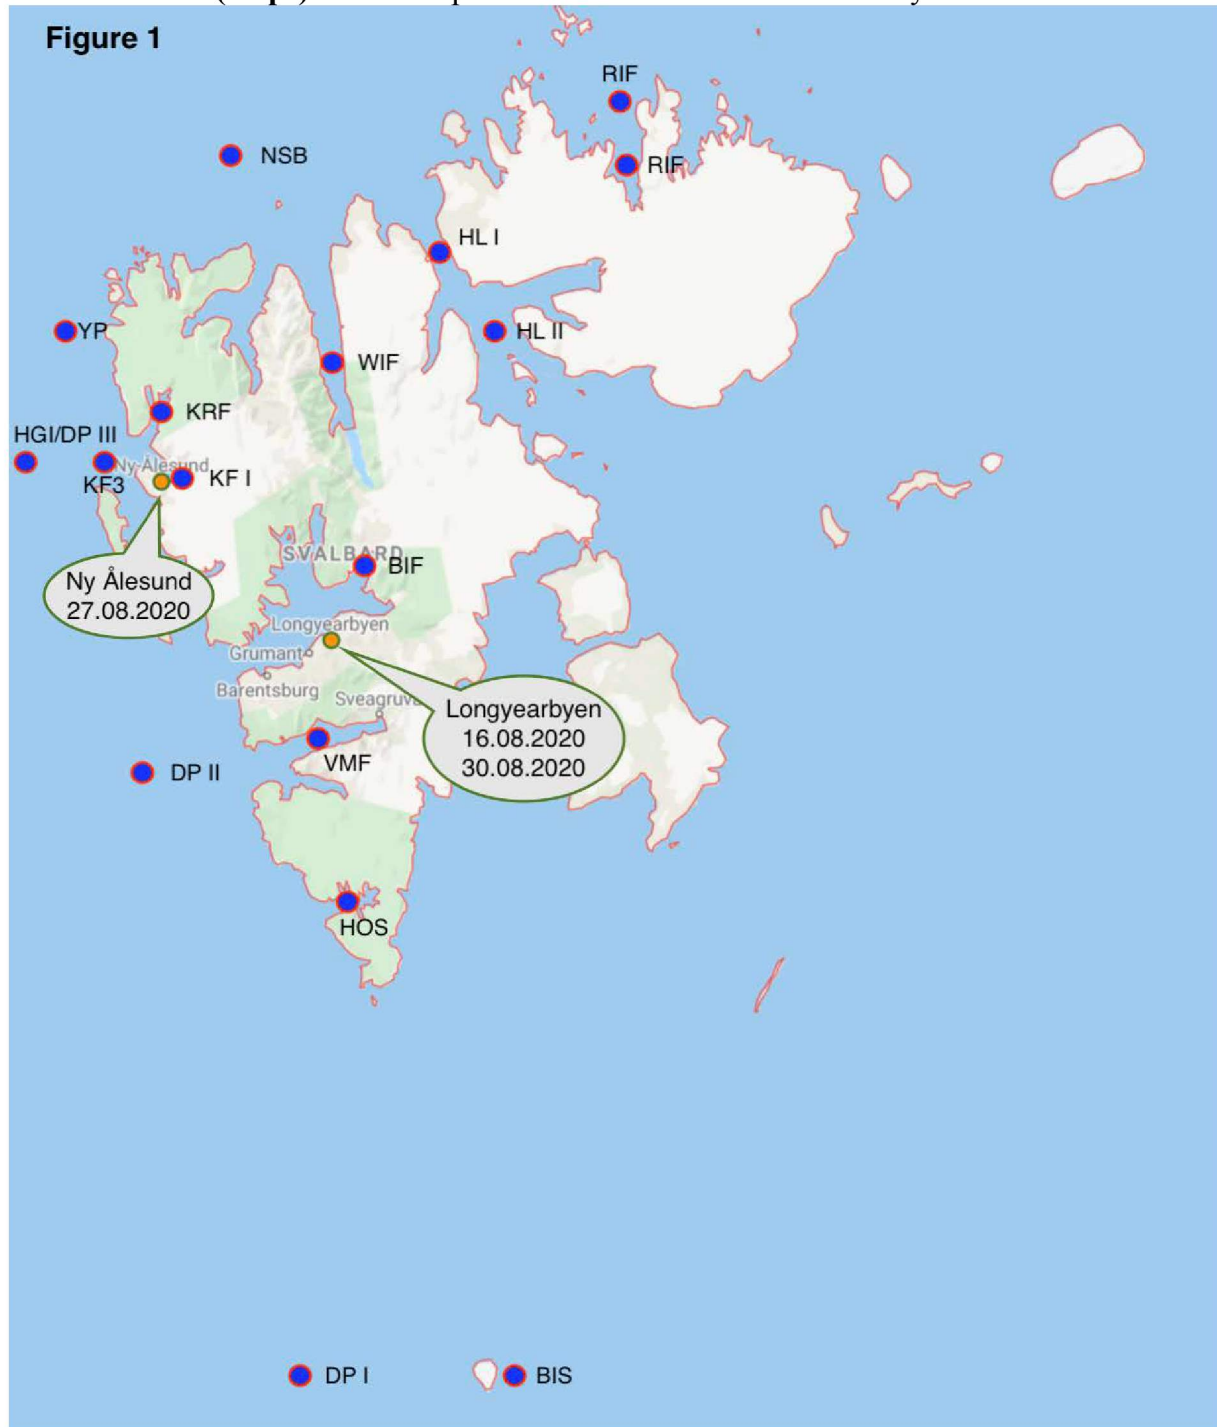 Figure 1
RIF
NSB
RIF
HL I
YP
HL II
WIF
KRF
HGI/DP III
Ny-Ålesund
KF I
KF3
SVALBARD
BIF
Ny Ålesund
27.08.2020
Longyearbyen
Grumant
Barentsburg
Longyearbyen
16.08.2020
30.08.2020
VMF
DP II
HOS
DP I
BIS